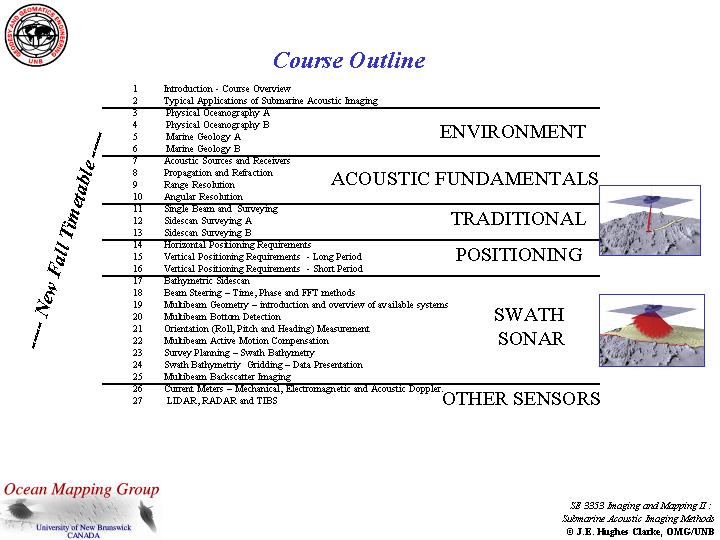 GEODESY AND GEOMATICS ENGINEERING
UNB
Course Outline
---- New Fall Timetable ----
1 Introduction - Course Overview
2 Typical Applications of Submarine Acoustic Imaging
3 Physical Oceanography A
4 Physical Oceanography B
5 Marine Geology A
6 Marine Geology B
ENVIRONMENT
7 Acoustic Sources and Receivers
8 Propagation and Refraction
9 Range Resolution
10 Angular Resolution
ACOUSTIC FUNDAMENTALS
11 Single Beam and Surveying
12 Sidescan Surveying A
13 Sidescan Surveying B
TRADITIONAL
14 Horizontal Positioning Requirements
15 Vertical Positioning Requirements - Long Period
16 Vertical Positioning Requirements - Short Period
POSITIONING
17 Bathymetric Sidescan
18 Beam Steering – Time, Phase and FFT methods
19 Multibeam Geometry – introduction and overview of available systems
20 Multibeam Bottom Detection
21 Orientation (Roll, Pitch and Heading) Measurement
22 Multibeam Active Motion Compensation
23 Survey Planning – Swath Bathymetry
24 Swath Bathymetriy Gridding – Data Presentation
25 Multibeam Backscatter Imaging
SWATH
SONAR
26 Current Meters – Mechanical, Electromagnetic and Acoustic Doppler.
27 LIDAR, RADAR and TIBS
OTHER SENSORS
Ocean Mapping Group
University of New Brunswick
CANADA
SE 3353 Imaging and Mapping II :
Submarine Acoustic Imaging Methods
© J.E. Hughes Clarke, OMG/UNB